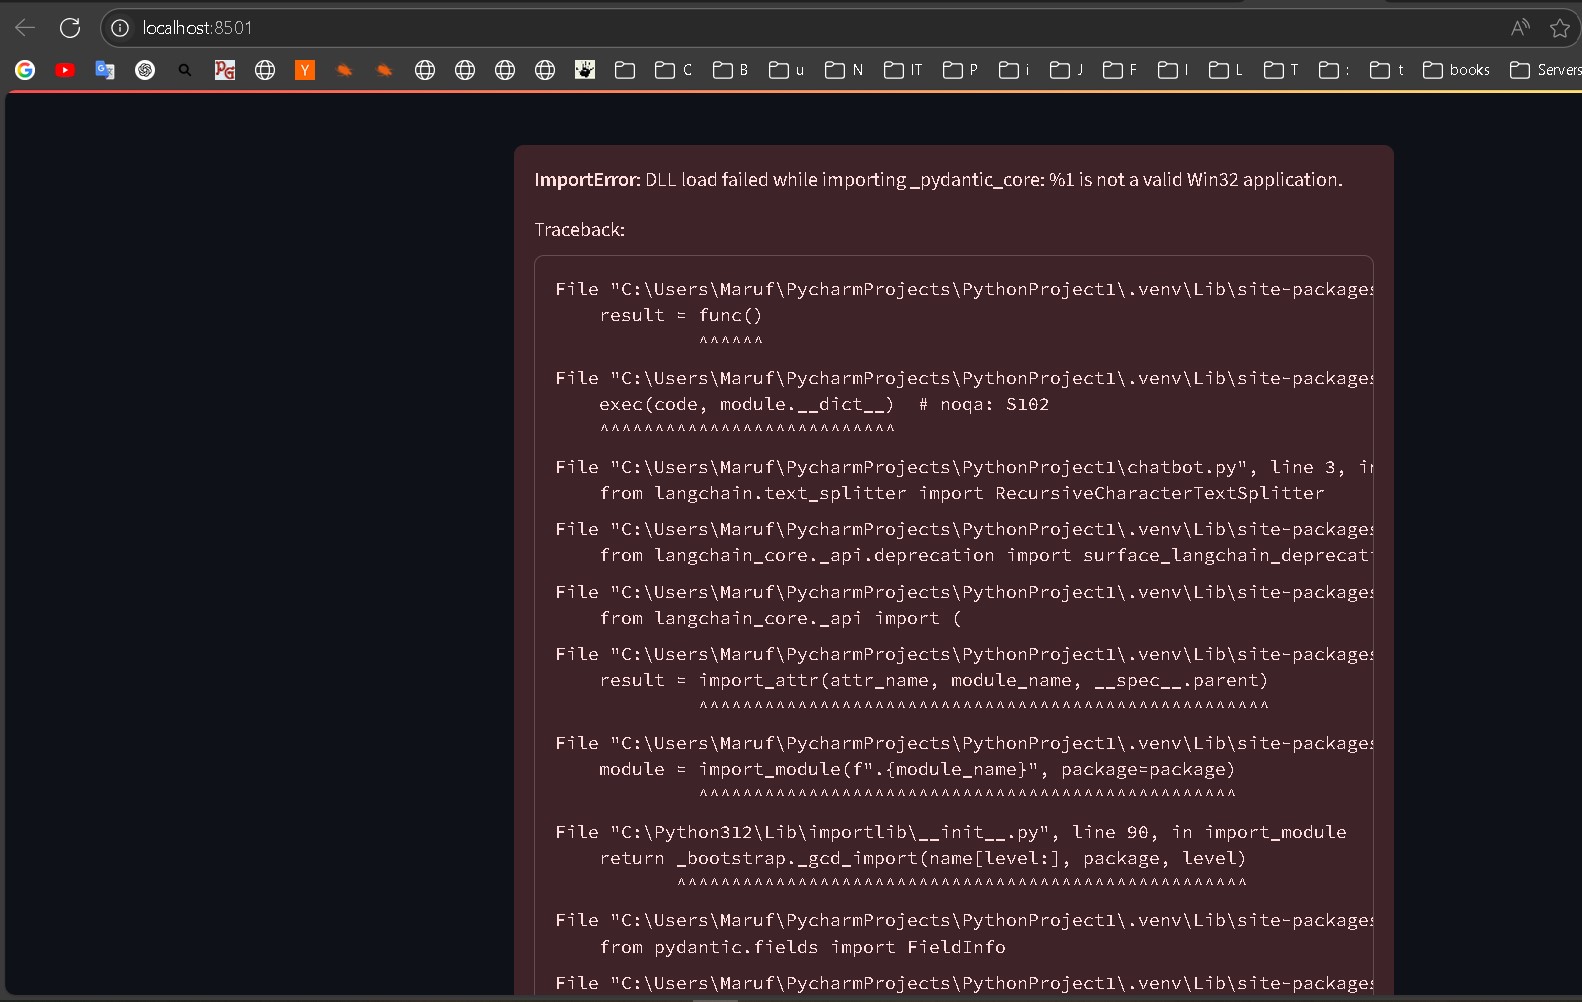 localhost:8501
C B u N IT P i J F I L T : t books Servers
ImportError: DLL load failed while importing _pydantic_core: %1 is not a valid Win32 application.
Traceback:
File "C:\Users\Maruf\PycharmProjects\PythonProject1\.venv\Lib\site-packages
result = func()
^^^^^^
File "C:\Users\Maruf\PycharmProjects\PythonProject1\.venv\Lib\site-packages
exec(code, module.__dict__)  # noqa: S102
^^^^^^^^^^^^^^^^^^^^^^^^^^^
File "C:\Users\Maruf\PycharmProjects\PythonProject1\chatbot.py", line 3, in
from langchain.text_splitter import RecursiveCharacterTextSplitter
File "C:\Users\Maruf\PycharmProjects\PythonProject1\.venv\Lib\site-packages
from langchain_core._api.deprecation import surface_langchain_deprecati
File "C:\Users\Maruf\PycharmProjects\PythonProject1\.venv\Lib\site-packages
from langchain_core._api import (
File "C:\Users\Maruf\PycharmProjects\PythonProject1\.venv\Lib\site-packages
result = import_attr(attr_name, module_name, __spec__.parent)
^^^^^^^^^^^^^^^^^^^^^^^^^^^^^^^^^^^^^^^^^^^^^^^^^^^^
File "C:\Users\Maruf\PycharmProjects\PythonProject1\.venv\Lib\site-packages
module = import_module(f".{module_name}", package=package)
^^^^^^^^^^^^^^^^^^^^^^^^^^^^^^^^^^^^^^^^^^^^^^^^^
File "C:\Python312\Lib\importlib\__init__.py", line 90, in import_module
return _bootstrap._gcd_import(name[level:], package, level)
^^^^^^^^^^^^^^^^^^^^^^^^^^^^^^^^^^^^^^^^^^^^^^^^^^^^
File "C:\Users\Maruf\PycharmProjects\PythonProject1\.venv\Lib\site-packages
from pydantic.fields import FieldInfo
File "C:\Users\Maruf\PycharmProjects\PythonProject1\.venv\Lib\site-packages